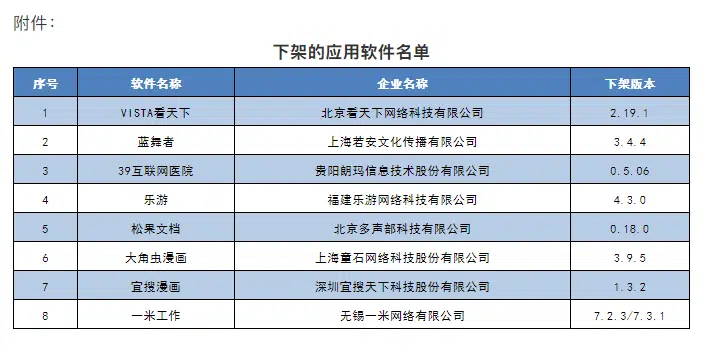 附件：
下架的应用软件名单
序号 软件名称 企业名称 下架版本
1 VISTA看天下 北京看天下网络科技有限公司 2.19.1
2 蓝舞者 上海若安文化传播有限公司 3.4.4
3 39互联网医院 贵阳朗玛信息技术股份有限公司 0.5.06
4 乐游 福建乐游网络科技有限公司 4.3.0
5 松果文档 北京多声部科技有限公司 0.18.0
6 大角虫漫画 上海童石网络科技股份有限公司 3.9.5
7 宜搜漫画 深圳宜搜天下科技股份有限公司 1.3.2
8 一米工作 无锡一米网络有限公司 7.2.3/7.3.1